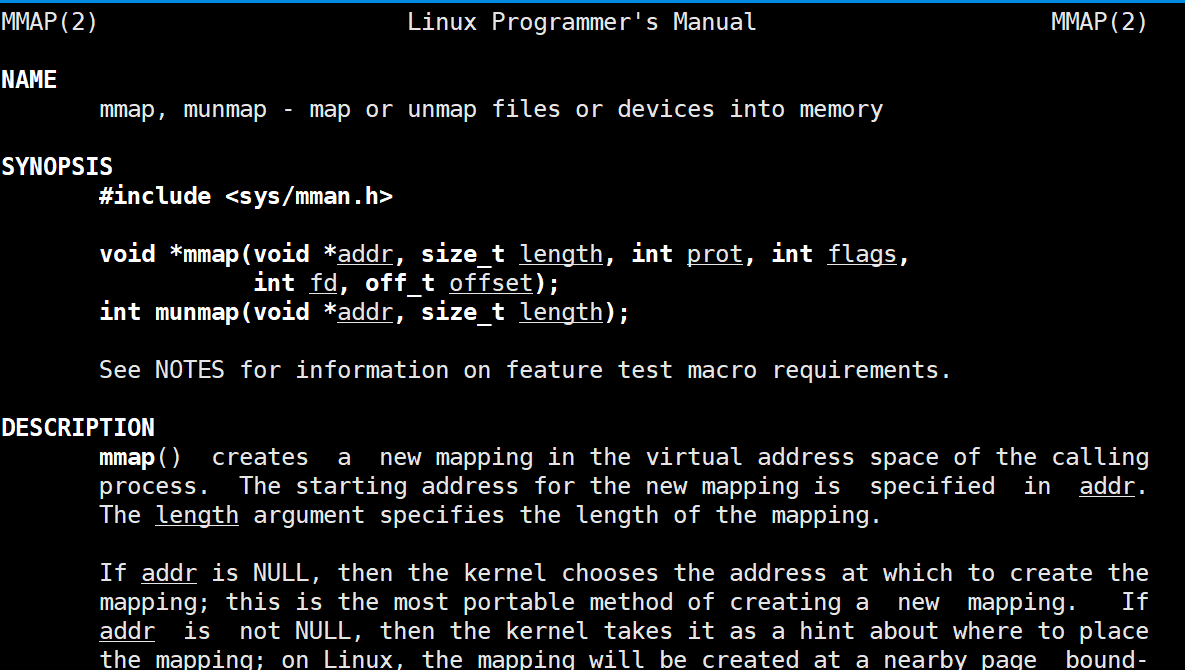 MMAP(2)                      Linux Programmer's Manual                     MMAP(2)
NAME
       mmap, munmap - map or unmap files or devices into memory
SYNOPSIS
       #include <sys/mman.h>
       void *mmap(void *addr, size_t length, int prot, int flags,
                  int fd, off_t offset);
       int munmap(void *addr, size_t length);
       See NOTES for information on feature test macro requirements.
DESCRIPTION
       mmap()  creates  a  new mapping in the virtual address space of the calling
       process.  The starting address for the new mapping is  specified  in  addr.
       The length argument specifies the length of the mapping.
       If addr is NULL, then the kernel chooses the address at which to create the
       mapping; this is the most portable method of creating a  new  mapping.   If
       addr  is  not NULL, then the kernel takes it as a hint about where to place
       the mapping; on Linux, the mapping will be created at a nearby page  bound-